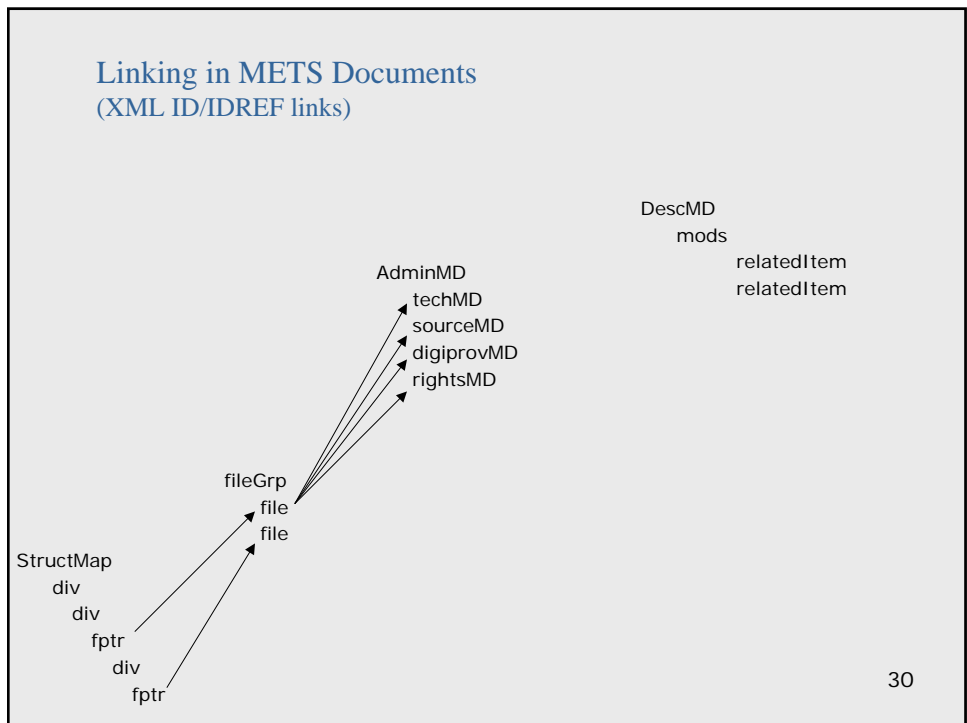 Linking in METS Documents
(XML ID/IDREF links)
DescMD
mods
relatedItem
relatedItem
AdminMD
techMD
sourceMD
digiprovMD
rightsMD
fileGrp
file
file
StructMap
div
div
fptr
div
fptr
30